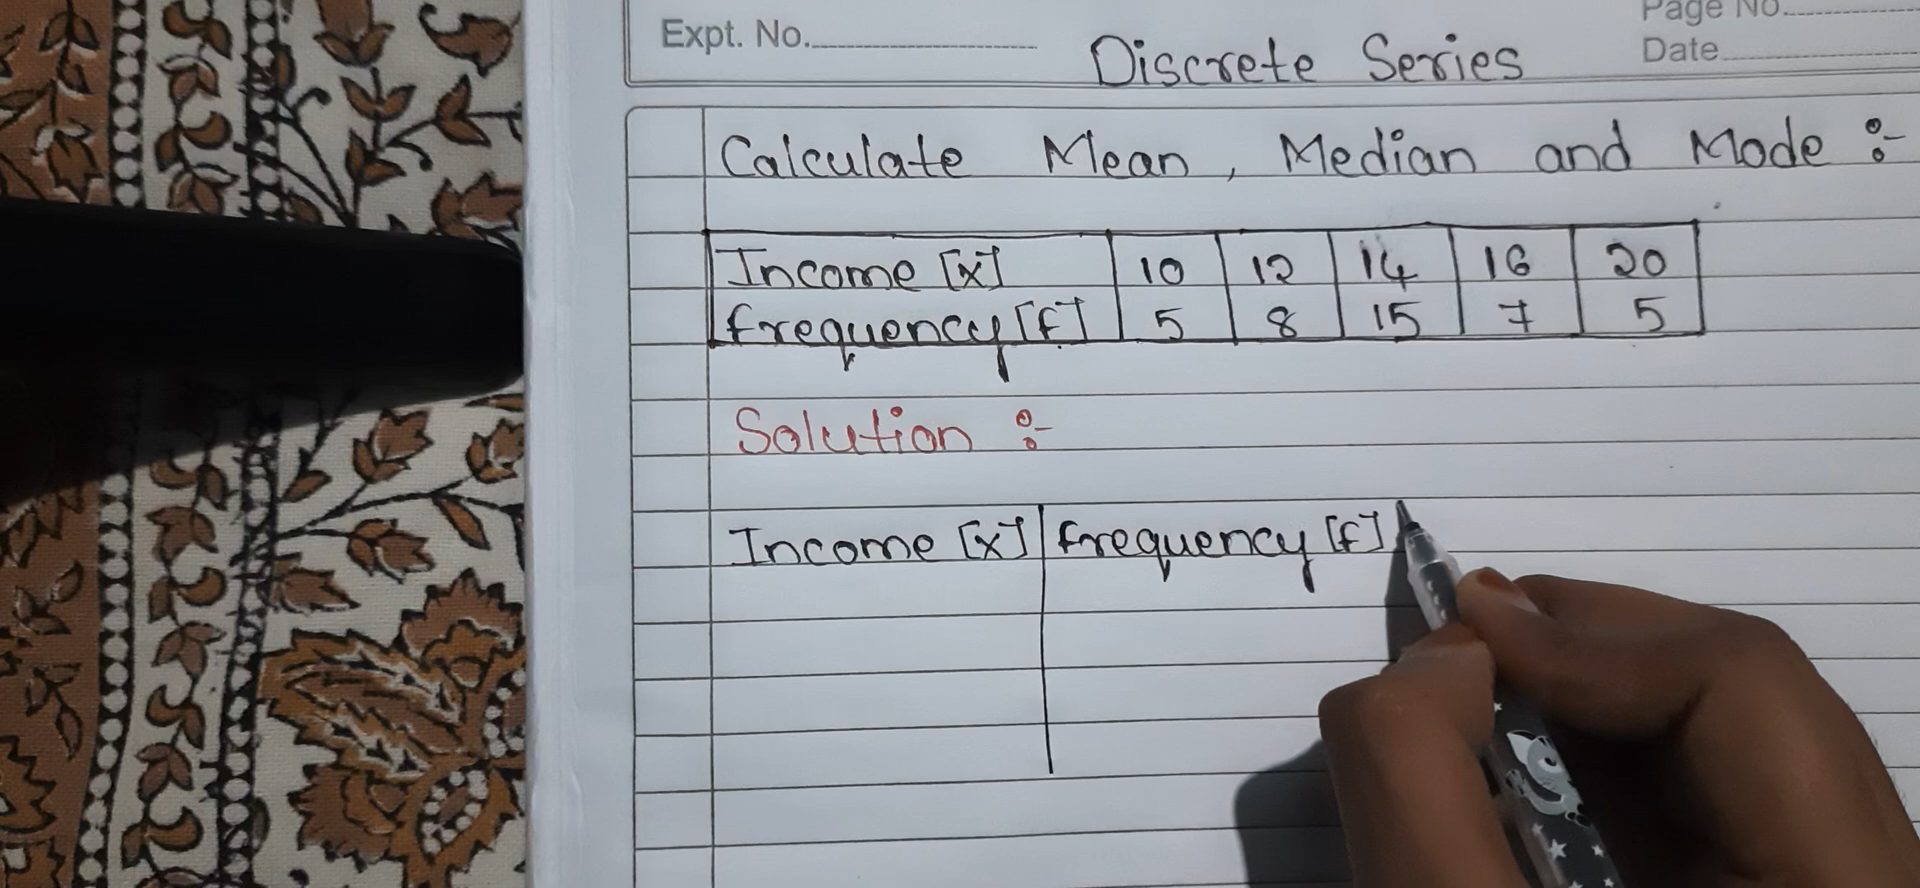 Page No.
Expt. No.
Date
Discrete Series
Calculate Mean, Median and Mode :-
Income [x] 10 12 14 16 20
frequency [f] 5 8 15 7 5
Solution :-
Income [x] frequency [f]